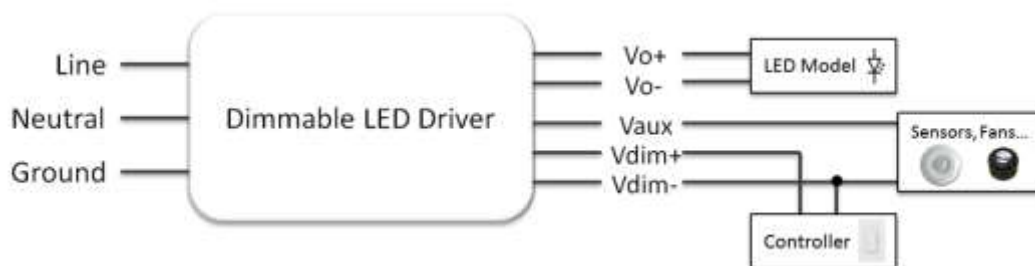 Line
Neutral
Ground
Dimmable LED Driver
Vo+
Vo-
Vaux
Vdim+
Vdim-
LED Model
Sensors, Fans...
Controller